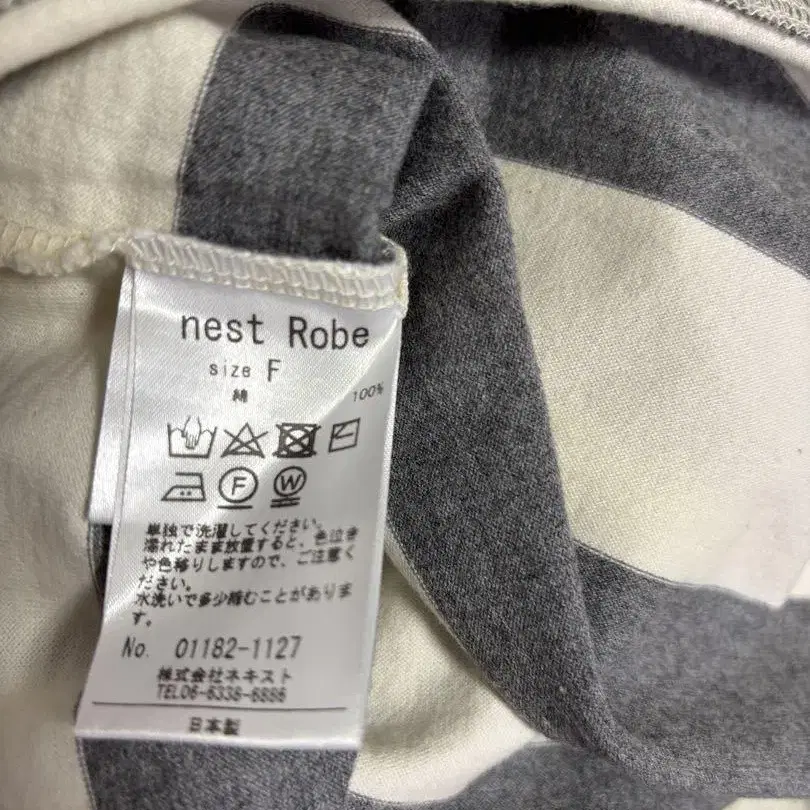 nest Robe
size F
綿 100%
F W
単独で洗濯してください。
濡れたまま放置すると、色泣き
や色移りしますので、ご注意く
ださい。
水洗いで多少縮むことがありま
す。
No. 01182-1127
株式会社ネキスト
TEL06-6338-6886
日本製